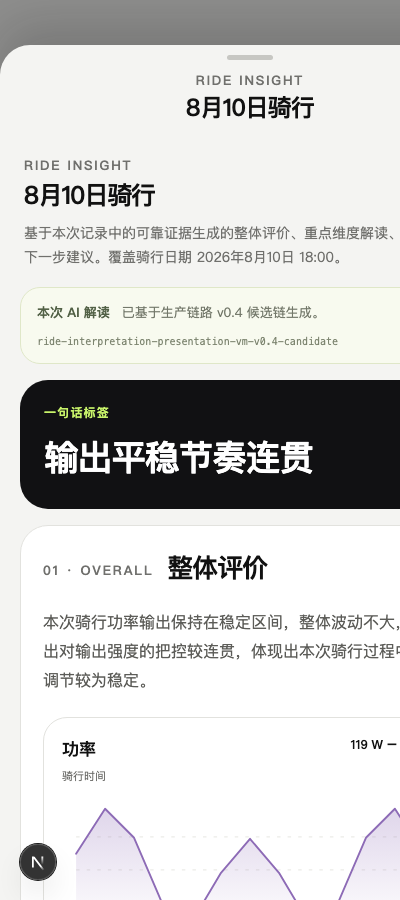 RIDE INSIGHT
8月10日骑行
RIDE INSIGHT
8月10日骑行
基于本次记录中的可靠证据生成的整体评价、重点维度解读、
下一步建议。覆盖骑行日期 2026年8月10日 18:00。
本次 AI 解读 已基于生产链路 v0.4 候选链生成。
ride-interpretation-presentation-vm-v0.4-candidate
一句话标签
输出平稳节奏连贯
01 · OVERALL 整体评价
本次骑行功率输出保持在稳定区间，整体波动不大，
出对输出强度的把控较连贯，体现出本次骑行过程
调节较为稳定。
功率
119 W —
骑行时间
N